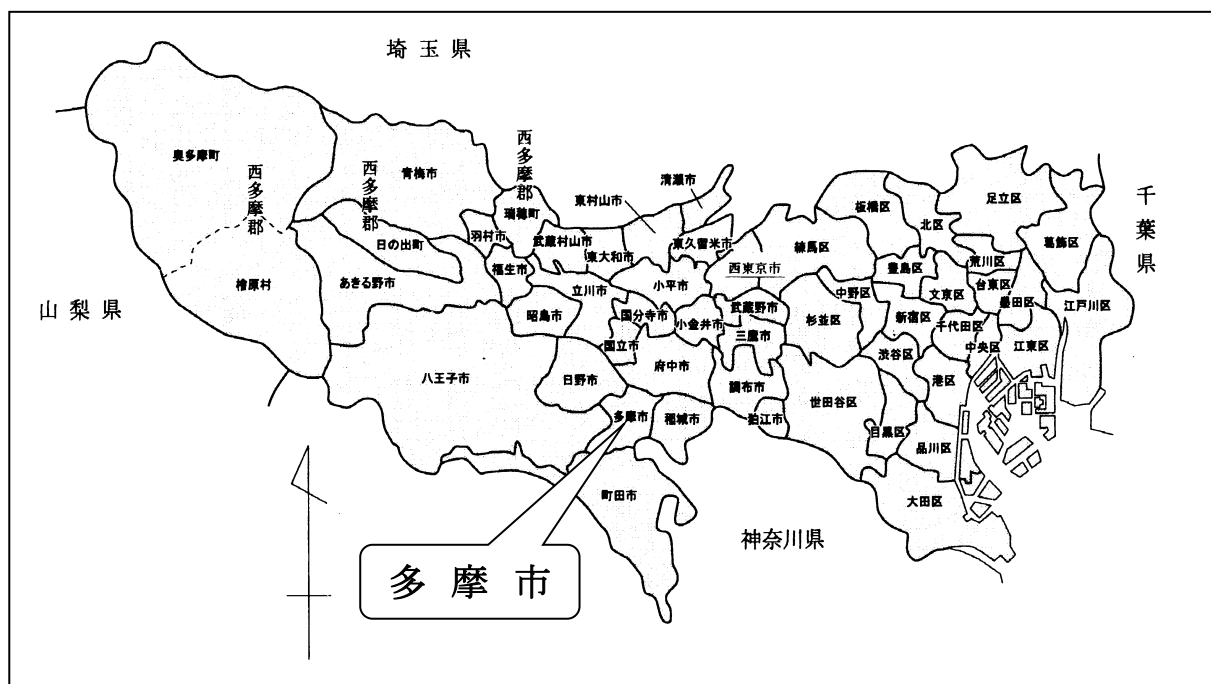 埼玉県
千葉県
山梨県
神奈川県
奥多摩町
西多摩郡
檜原村
青梅市
西多摩郡
日の出町
あきる野市
西多摩郡
瑞穂町
羽村市
福生市
武蔵村山市
東大和市
東村山市
清瀬市
東久留米市
立川市
昭島市
小平市
西東京市
国分寺市
小金井市
武蔵野市
三鷹市
国立市
府中市
調布市
狛江市
八王子市
日野市
多摩市
稲城市
町田市
板橋区
北区
足立区
葛飾区
練馬区
豊島区
荒川区
台東区
墨田区
江戸川区
中野区
杉並区
新宿区
文京区
千代田区
中央区
江東区
渋谷区
港区
世田谷区
目黒区
品川区
大田区
多摩市